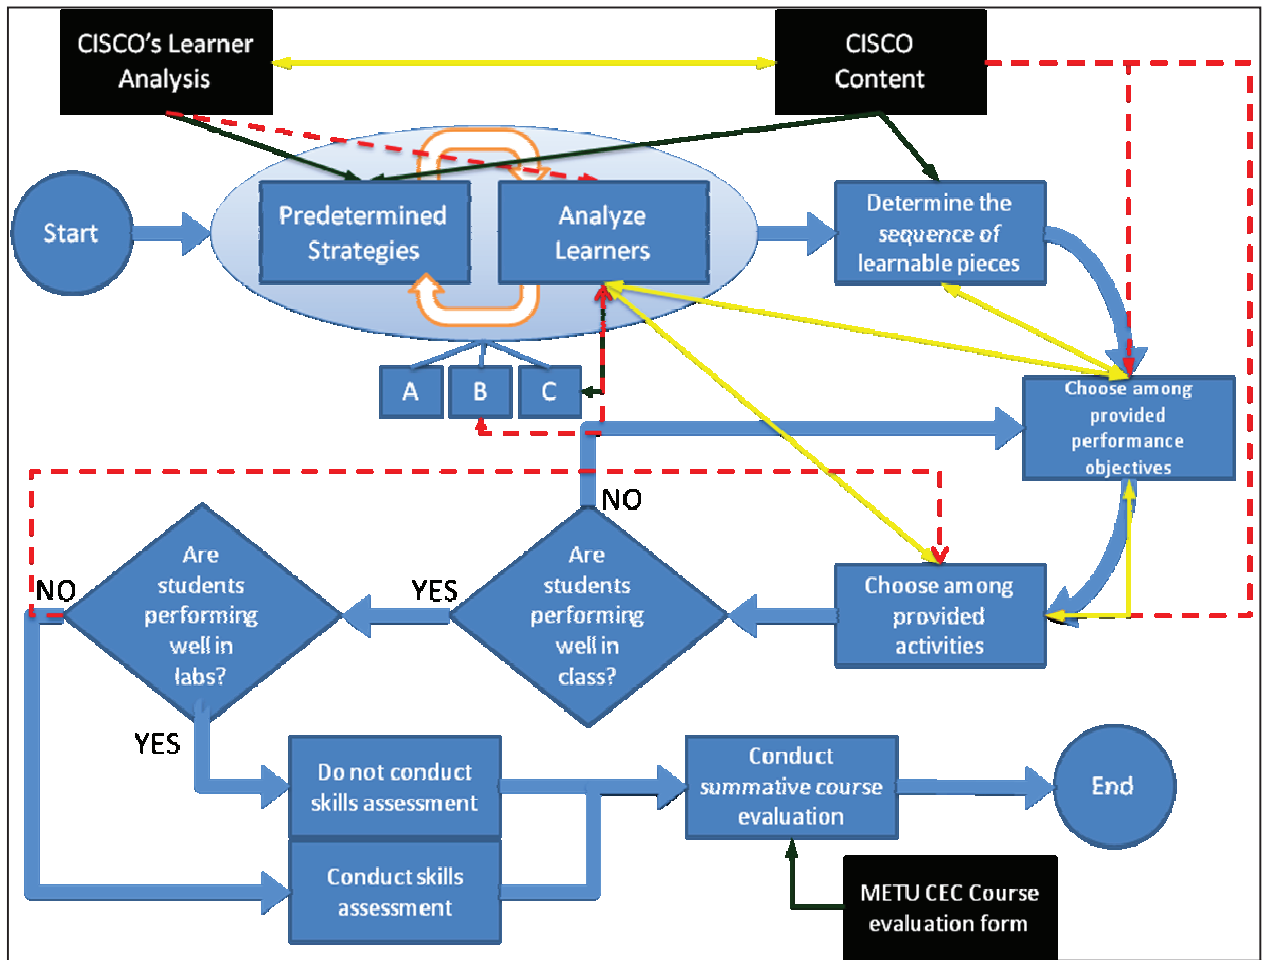 CISCO's Learner
Analysis
CISCO
Content
Start
Predetermined
Strategies
Analyze
Learners
Determine the
sequence of
learnable pieces
A
B
C
Choose among
provided
performance
objectives
NO
NO
Are
students
performing
well in
labs?
YES
Are
students
performing
well in
class?
Choose among
provided
activities
YES
Do not conduct
skills assessment
Conduct
summative course
evaluation
End
Conduct skills
assessment
METU CEC Course
evaluation form